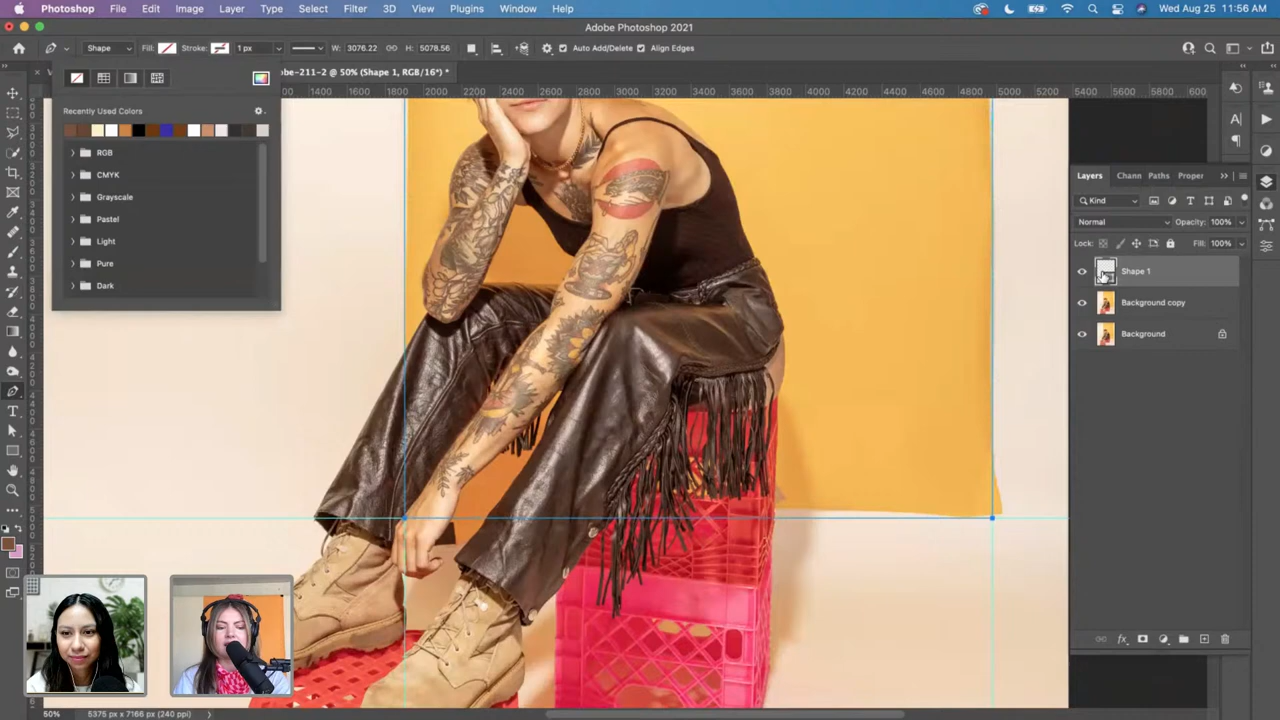 Photoshop File Edit Image Layer Type Select Filter 3D View Plugins Window Help Wed Aug 25 11:56 AM
Adobe Photoshop 2021
Shape Fill: Stroke: 1 px W: 3076.22 H: 5078.56 Auto Add/Delete Align Edges
obe-211-2 @ 50% (Shape 1, RGB/16*) *
1400 1600 1800 2000 2200 2400 2600 2800 3000 3200 3400 3600 3800 4000 4200 4400 4600 4800 5000 5200 5400 5600 5800 600
Recently Used Colors
RGB
CMYK
Grayscale
Pastel
Light
Pure
Dark
Layers Chann Paths Proper
Kind
Normal Opacity: 100%
Lock: Fill: 100%
Shape 1
Background copy
Background
50% 5375 px x 7166 px (240 ppi)